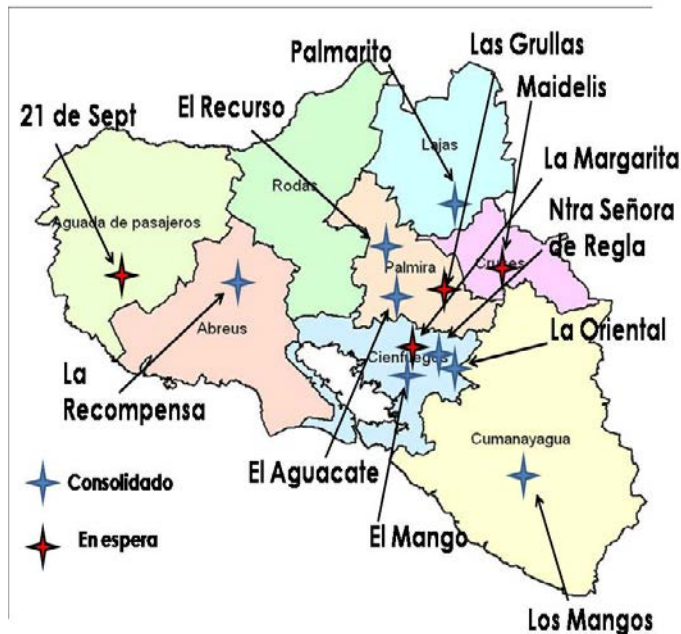 Las Grullas
Palmarito
Maidelis
El Recurso
21 de Sept
La Margarita
Lajas
Rodas
Ntra Señora
de Regla
Aguada de pasajeros
Cruces
Palmira
La Oriental
Abreus
Cienfuegos
La
Recompensa
Cumanayagua
El Aguacate
Consolidado
El Mango
En espera
Los Mangos